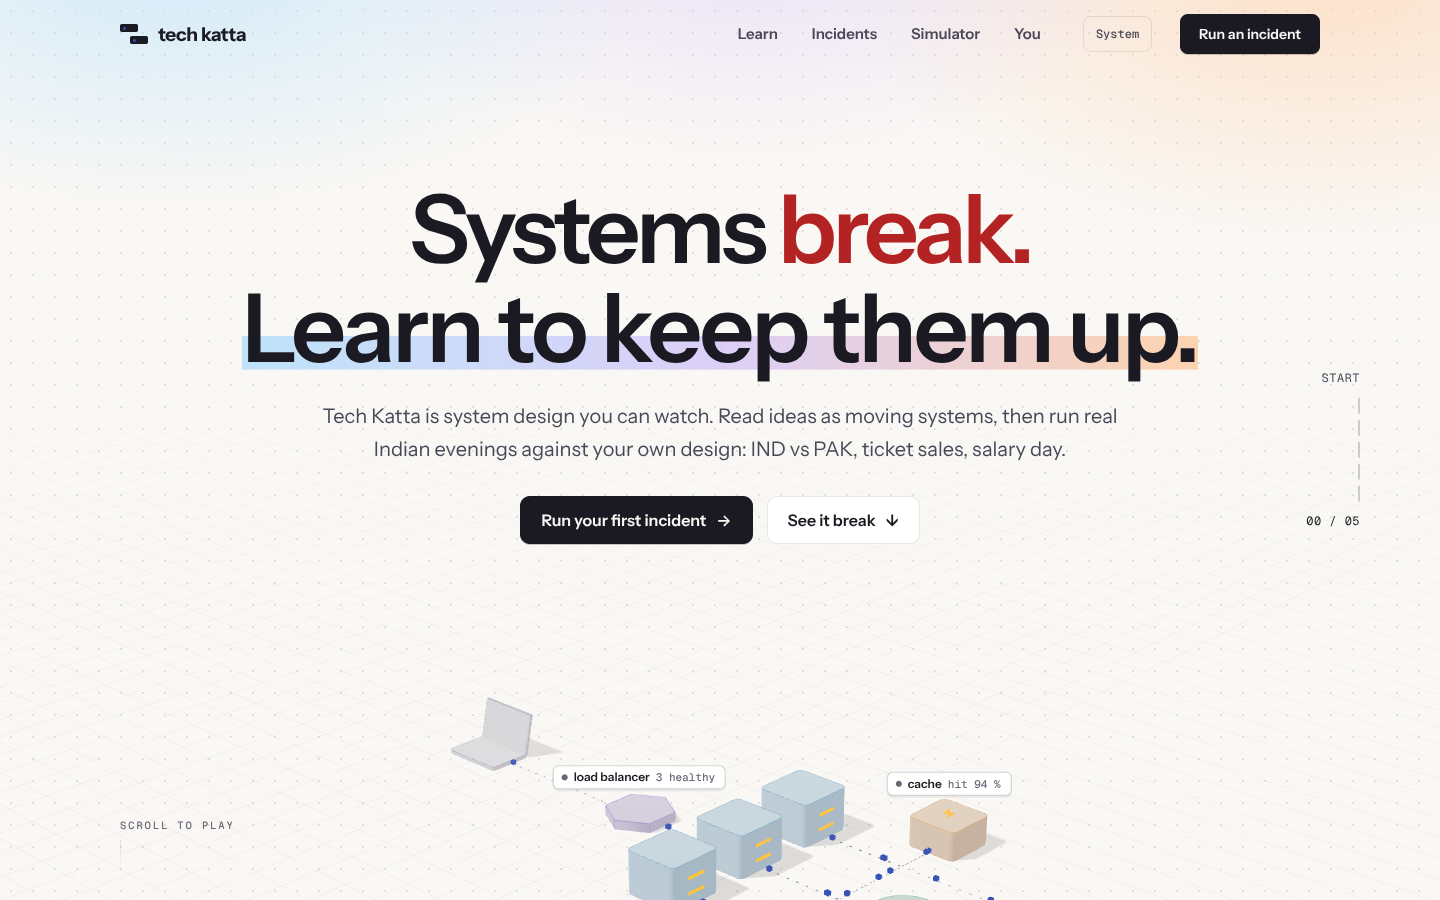 tech katta
Learn
Incidents
Simulator
You
System
Run an incident
Systems break.
Learn to keep them up.
START
Tech Katta is system design you can watch. Read ideas as moving systems, then run real
Indian evenings against your own design: IND vs PAK, ticket sales, salary day.
Run your first incident →
See it break ↓
00 / 05
load balancer 3 healthy
cache hit 94 %
SCROLL TO PLAY